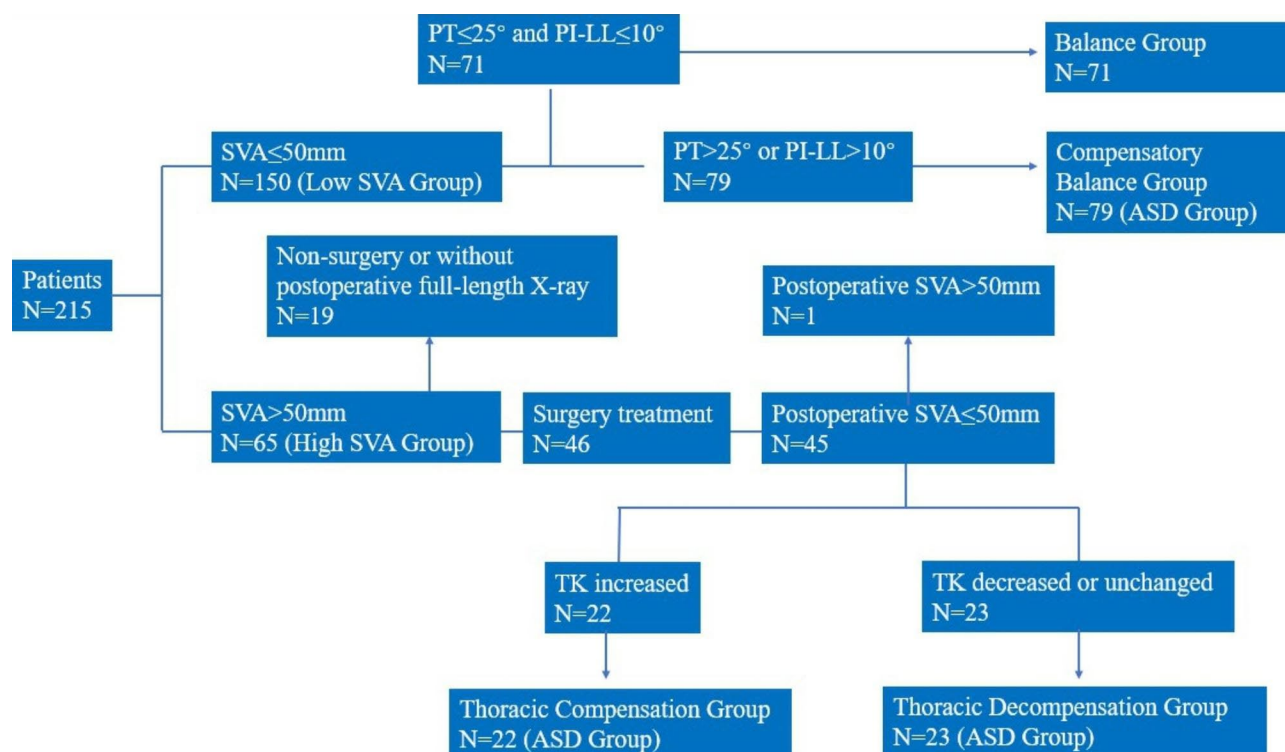 PT≤25° and PI-LL≤10°
N=71
Balance Group
N=71
SVA≤50mm
N=150 (Low SVA Group)
PT>25° or PI-LL>10°
N=79
Compensatory
Balance Group
N=79 (ASD Group)
Patients
N=215
Non-surgery or without
postoperative full-length X-ray
N=19
Postoperative SVA>50mm
N=1
SVA>50mm
N=65 (High SVA Group)
Surgery treatment
N=46
Postoperative SVA≤50mm
N=45
TK increased
N=22
TK decreased or unchanged
N=23
Thoracic Compensation Group
N=22 (ASD Group)
Thoracic Decompensation Group
N=23 (ASD Group)